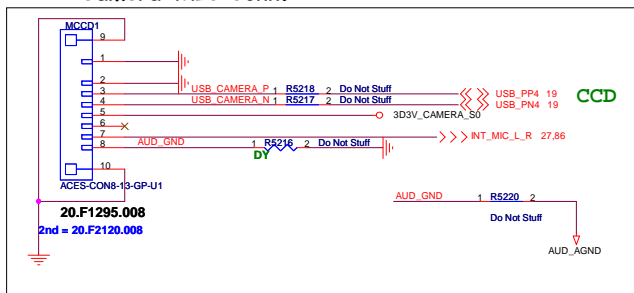 MCCD1
9
1
2
3 USB_CAMERA_P 1 R5218 2 Do Not Stuff USB_PP4 19
4 USB_CAMERA_N 1 R5217 2 Do Not Stuff USB_PN4 19
CCD
5 3D3V_CAMERA_S0
6
7 INT_MIC_L_R 27,86
8 AUD_GND 1 R5216 2 Do Not Stuff
DY
10
ACES-CON8-13-GP-U1
20.F1295.008
2nd = 20.F2120.008
AUD_GND 1 R5220 2
Do Not Stuff
AUD_AGND